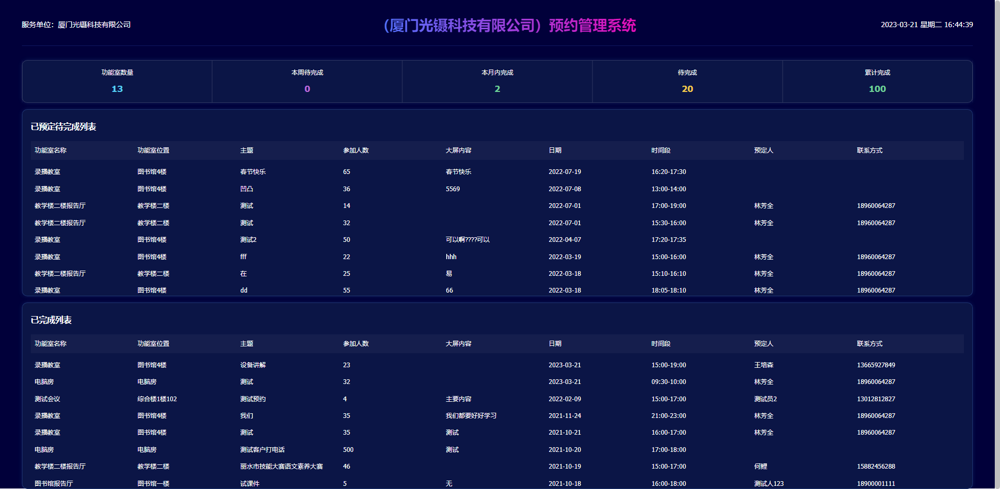 服务单位：厦门光镊科技有限公司
（厦门光镊科技有限公司）预约管理系统
2023-03-21 星期二 16:44:39
功能室数量 本周待完成 本月内完成 待完成 累计完成
13 0 2 20 100
已预定待完成列表
功能室名称 功能室位置 主题 参加人数 大屏内容 日期 时间段 预定人 联系方式
录播教室 图书馆4楼 春节快乐 65 春节快乐 2022-07-19 16:20-17:30
录播教室 图书馆4楼 凹凸 36 5569 2022-07-08 13:00-14:00
教学楼二楼报告厅 教学楼二楼 测试 14 2022-07-01 17:00-19:00 林芳全 18960064287
教学楼二楼报告厅 教学楼二楼 测试 32 2022-07-01 15:30-16:00 林芳全 18960064287
录播教室 图书馆4楼 测试2 50 可以啊????可以 2022-04-07 17:20-17:35
录播教室 图书馆4楼 fff 22 hhh 2022-03-19 15:00-16:00 林芳全 18960064287
教学楼二楼报告厅 教学楼二楼 在 25 易 2022-03-18 15:10-16:10 林芳全 18960064287
录播教室 图书馆4楼 dd 55 66 2022-03-18 18:05-18:10 林芳全 18960064287
已完成列表
功能室名称 功能室位置 主题 参加人数 大屏内容 日期 时间段 预定人 联系方式
录播教室 图书馆4楼 设备讲解 23 2023-03-21 15:00-19:00 王培森 13665927849
电脑房 电脑房 测试 32 2023-03-21 09:30-10:00 林芳全 18960064287
测试会议 综合楼1楼102 测试预约 4 主要内容 2022-02-09 15:00-17:00 测试员2 13012812827
录播教室 图书馆4楼 我们 35 我们都要好好学习 2021-11-24 21:00-23:00 林芳全 18960064287
录播教室 图书馆4楼 测试 35 测试 2021-10-21 16:00-17:00 林芳全 18960064287
电脑房 电脑房 测试客户打电话 500 测试 2021-10-20 17:00-18:00
教学楼二楼报告厅 教学楼二楼 丽水市技能大赛语文素养大赛 46 2021-10-19 15:00-17:00 何鲤 15882456288
图书馆报告厅 图书馆一楼 试课件 5 无 2021-10-18 16:00-18:00 测试人123 18900001111